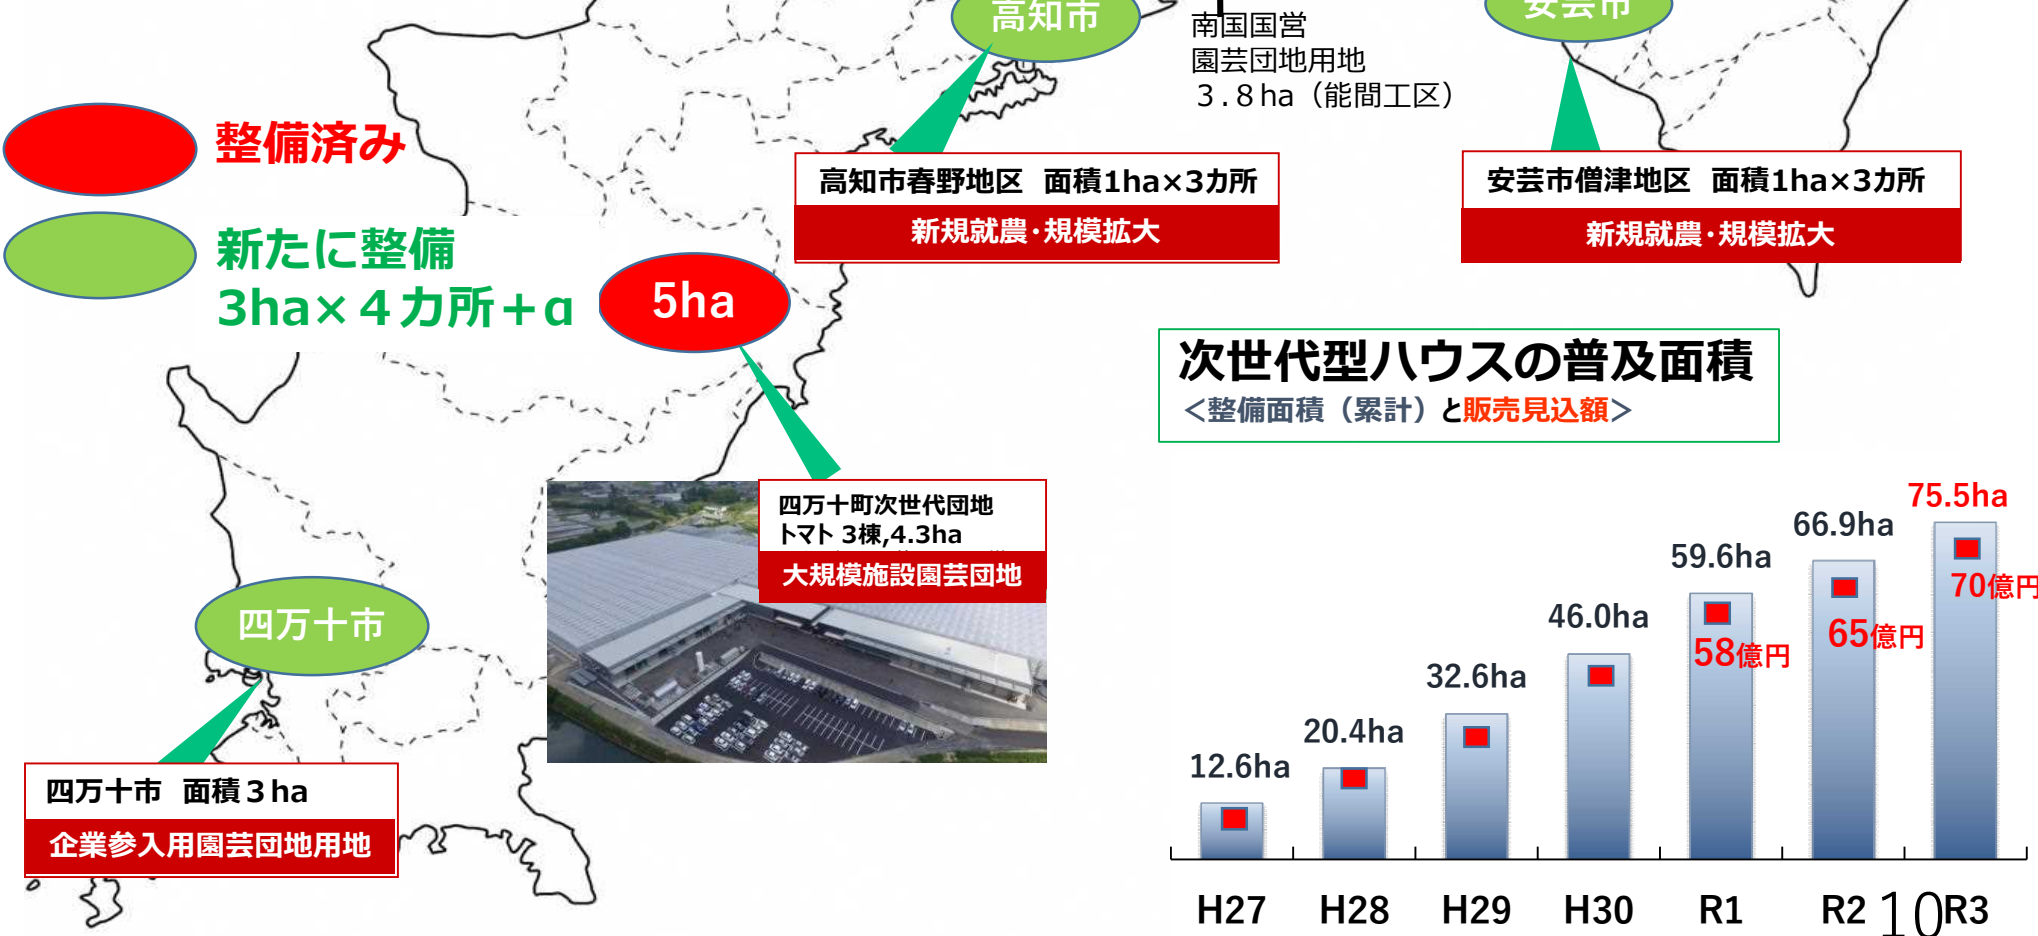 高知市
南国国営
園芸団地用地
３.８ha（能間工区）
安芸市
整備済み
新たに整備
3ha×４カ所＋α
高知市春野地区　面積1ha×3カ所
新規就農・規模拡大
安芸市僧津地区　面積1ha×3カ所
新規就農・規模拡大
5ha
四万十町次世代団地
トマト 3棟,4.3ha
大規模施設園芸団地
四万十市
四万十市　面積３ha
企業参入用園芸団地用地
次世代型ハウスの普及面積
＜整備面積（累計）と販売見込額＞
12.6ha
20.4ha
32.6ha
46.0ha
59.6ha
66.9ha
75.5ha
58億円
65億円
70億円
H27
H28
H29
H30
R1
R2
R3
10